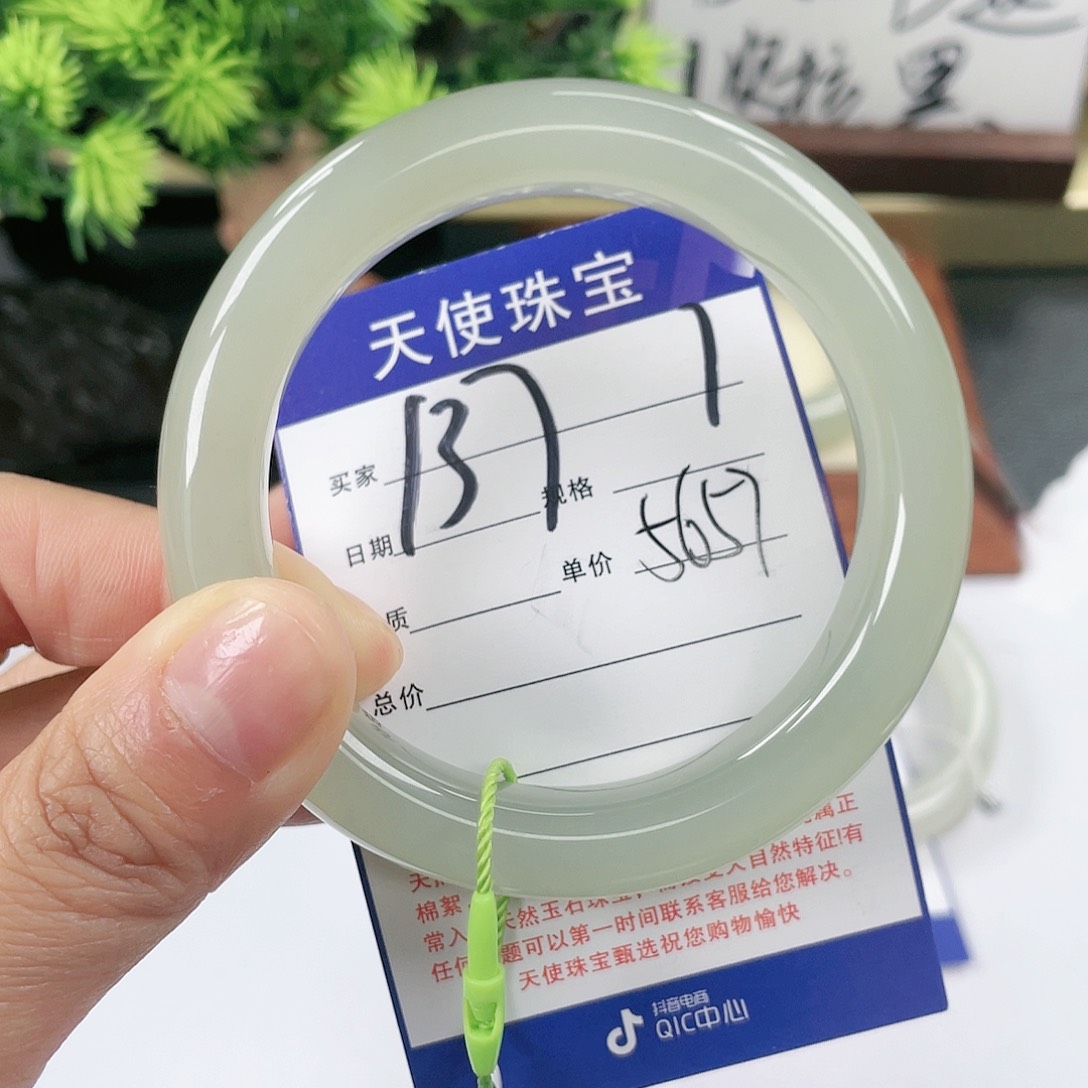 天使珠宝
137 7
买家
规格
日期
单价 5657
质
总价
属正
然特征!有
棉絮
天然玉石珠宝
常入 题可以第一时间联系客服给您解决。
任何
天使珠宝甄选祝您购物愉快
抖音电商
QIC中心